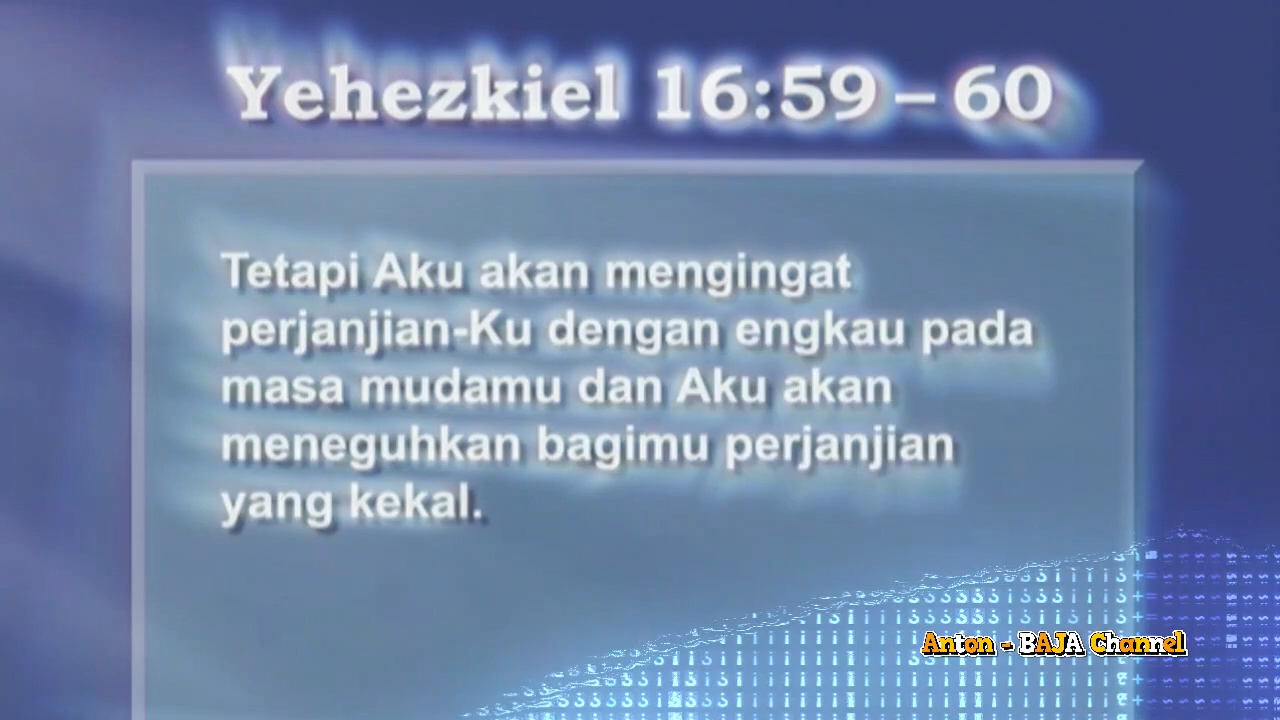 Yehezkiel 16:59 – 60
Tetapi Aku akan mengingat
perjanjian-Ku dengan engkau pada
masa mudamu dan Aku akan
meneguhkan bagimu perjanjian
yang kekal.
Anton - BAJA Channel